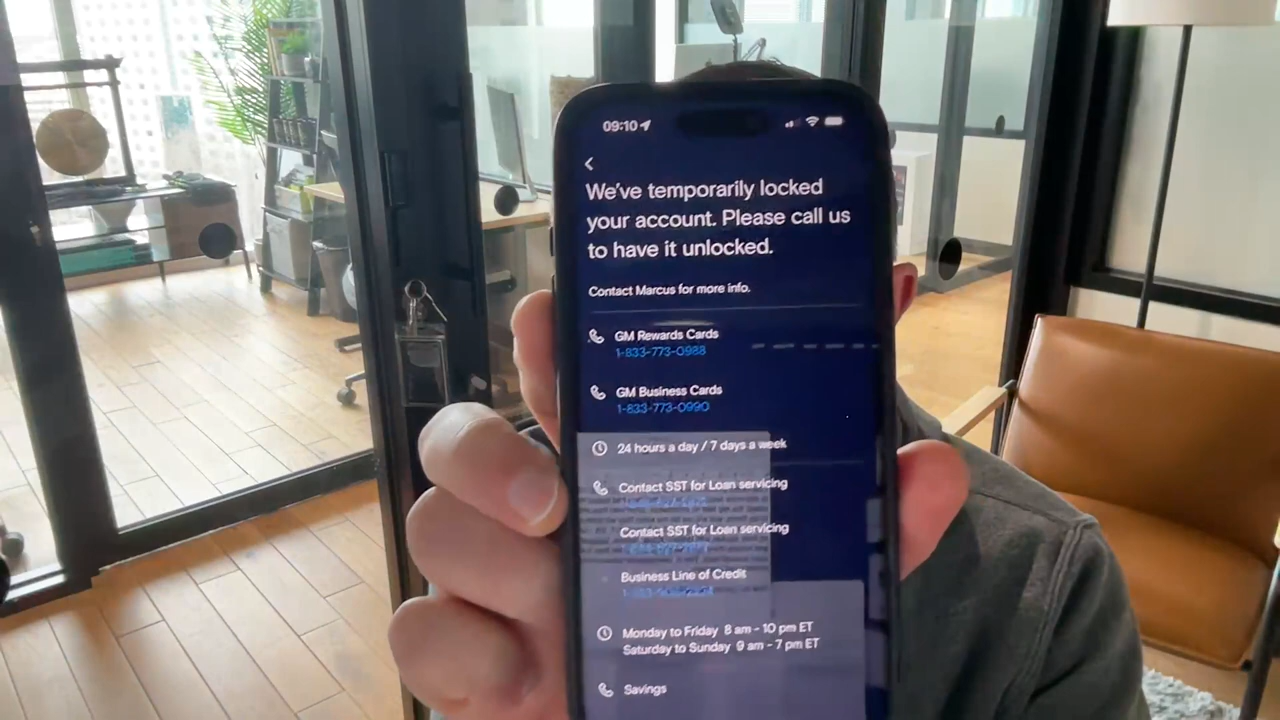 09:10
We've temporarily locked
your account. Please call us
to have it unlocked.
Contact Marcus for more info.
GM Rewards Cards
1-833-773-0988
GM Business Cards
1-833-773-0990
24 hours a day / 7 days a week
Contact SST for Loan servicing
Contact SST for Loan servicing
Business Line of Credit
Monday to Friday 8 am - 10 pm ET
Saturday to Sunday 9 am - 7 pm ET
Savings